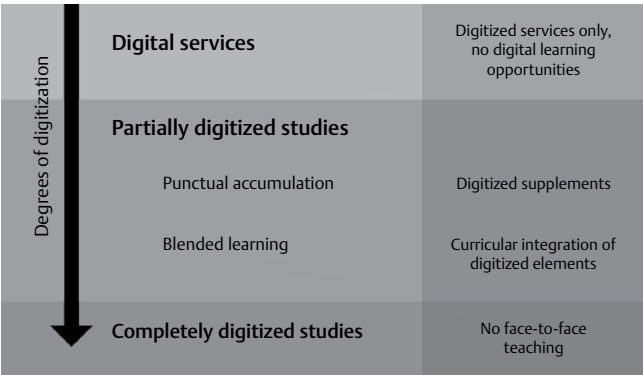 Degrees of digitization
Digital services
Digitized services only,
no digital learning
opportunities
Partially digitized studies
Punctual accumulation
Digitized supplements
Blended learning
Curricular integration of
digitized elements
Completely digitized studies
No face-to-face
teaching